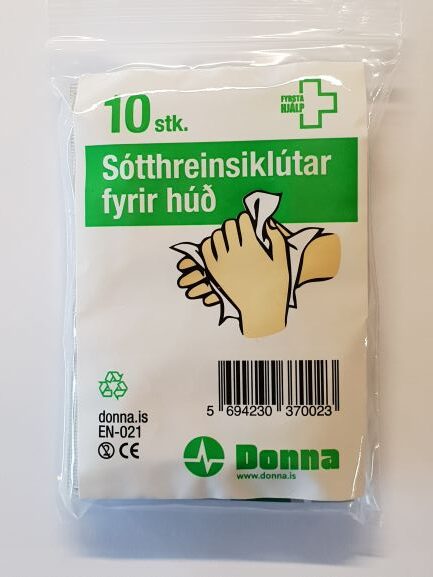 10 stk.
FYRSTA
HJÁLP
Sótthreinsiklútar
fyrir húð
5 694230 370023
donna.is
EN-021
CE
Donna
www.donna.is